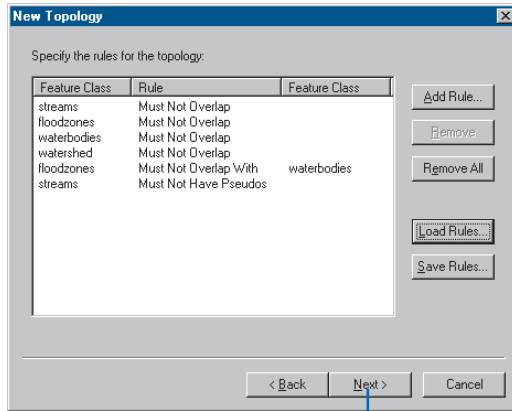 New Topology
Specify the rules for the topology:
Feature Class Rule Feature Class
streams Must Not Overlap
floodzones Must Not Overlap
waterbodies Must Not Overlap
watershed Must Not Overlap
floodzones Must Not Overlap With waterbodies
streams Must Not Have Pseudos
Add Rule...
Remove
Remove All
Load Rules...
Save Rules...
< Back Next > Cancel